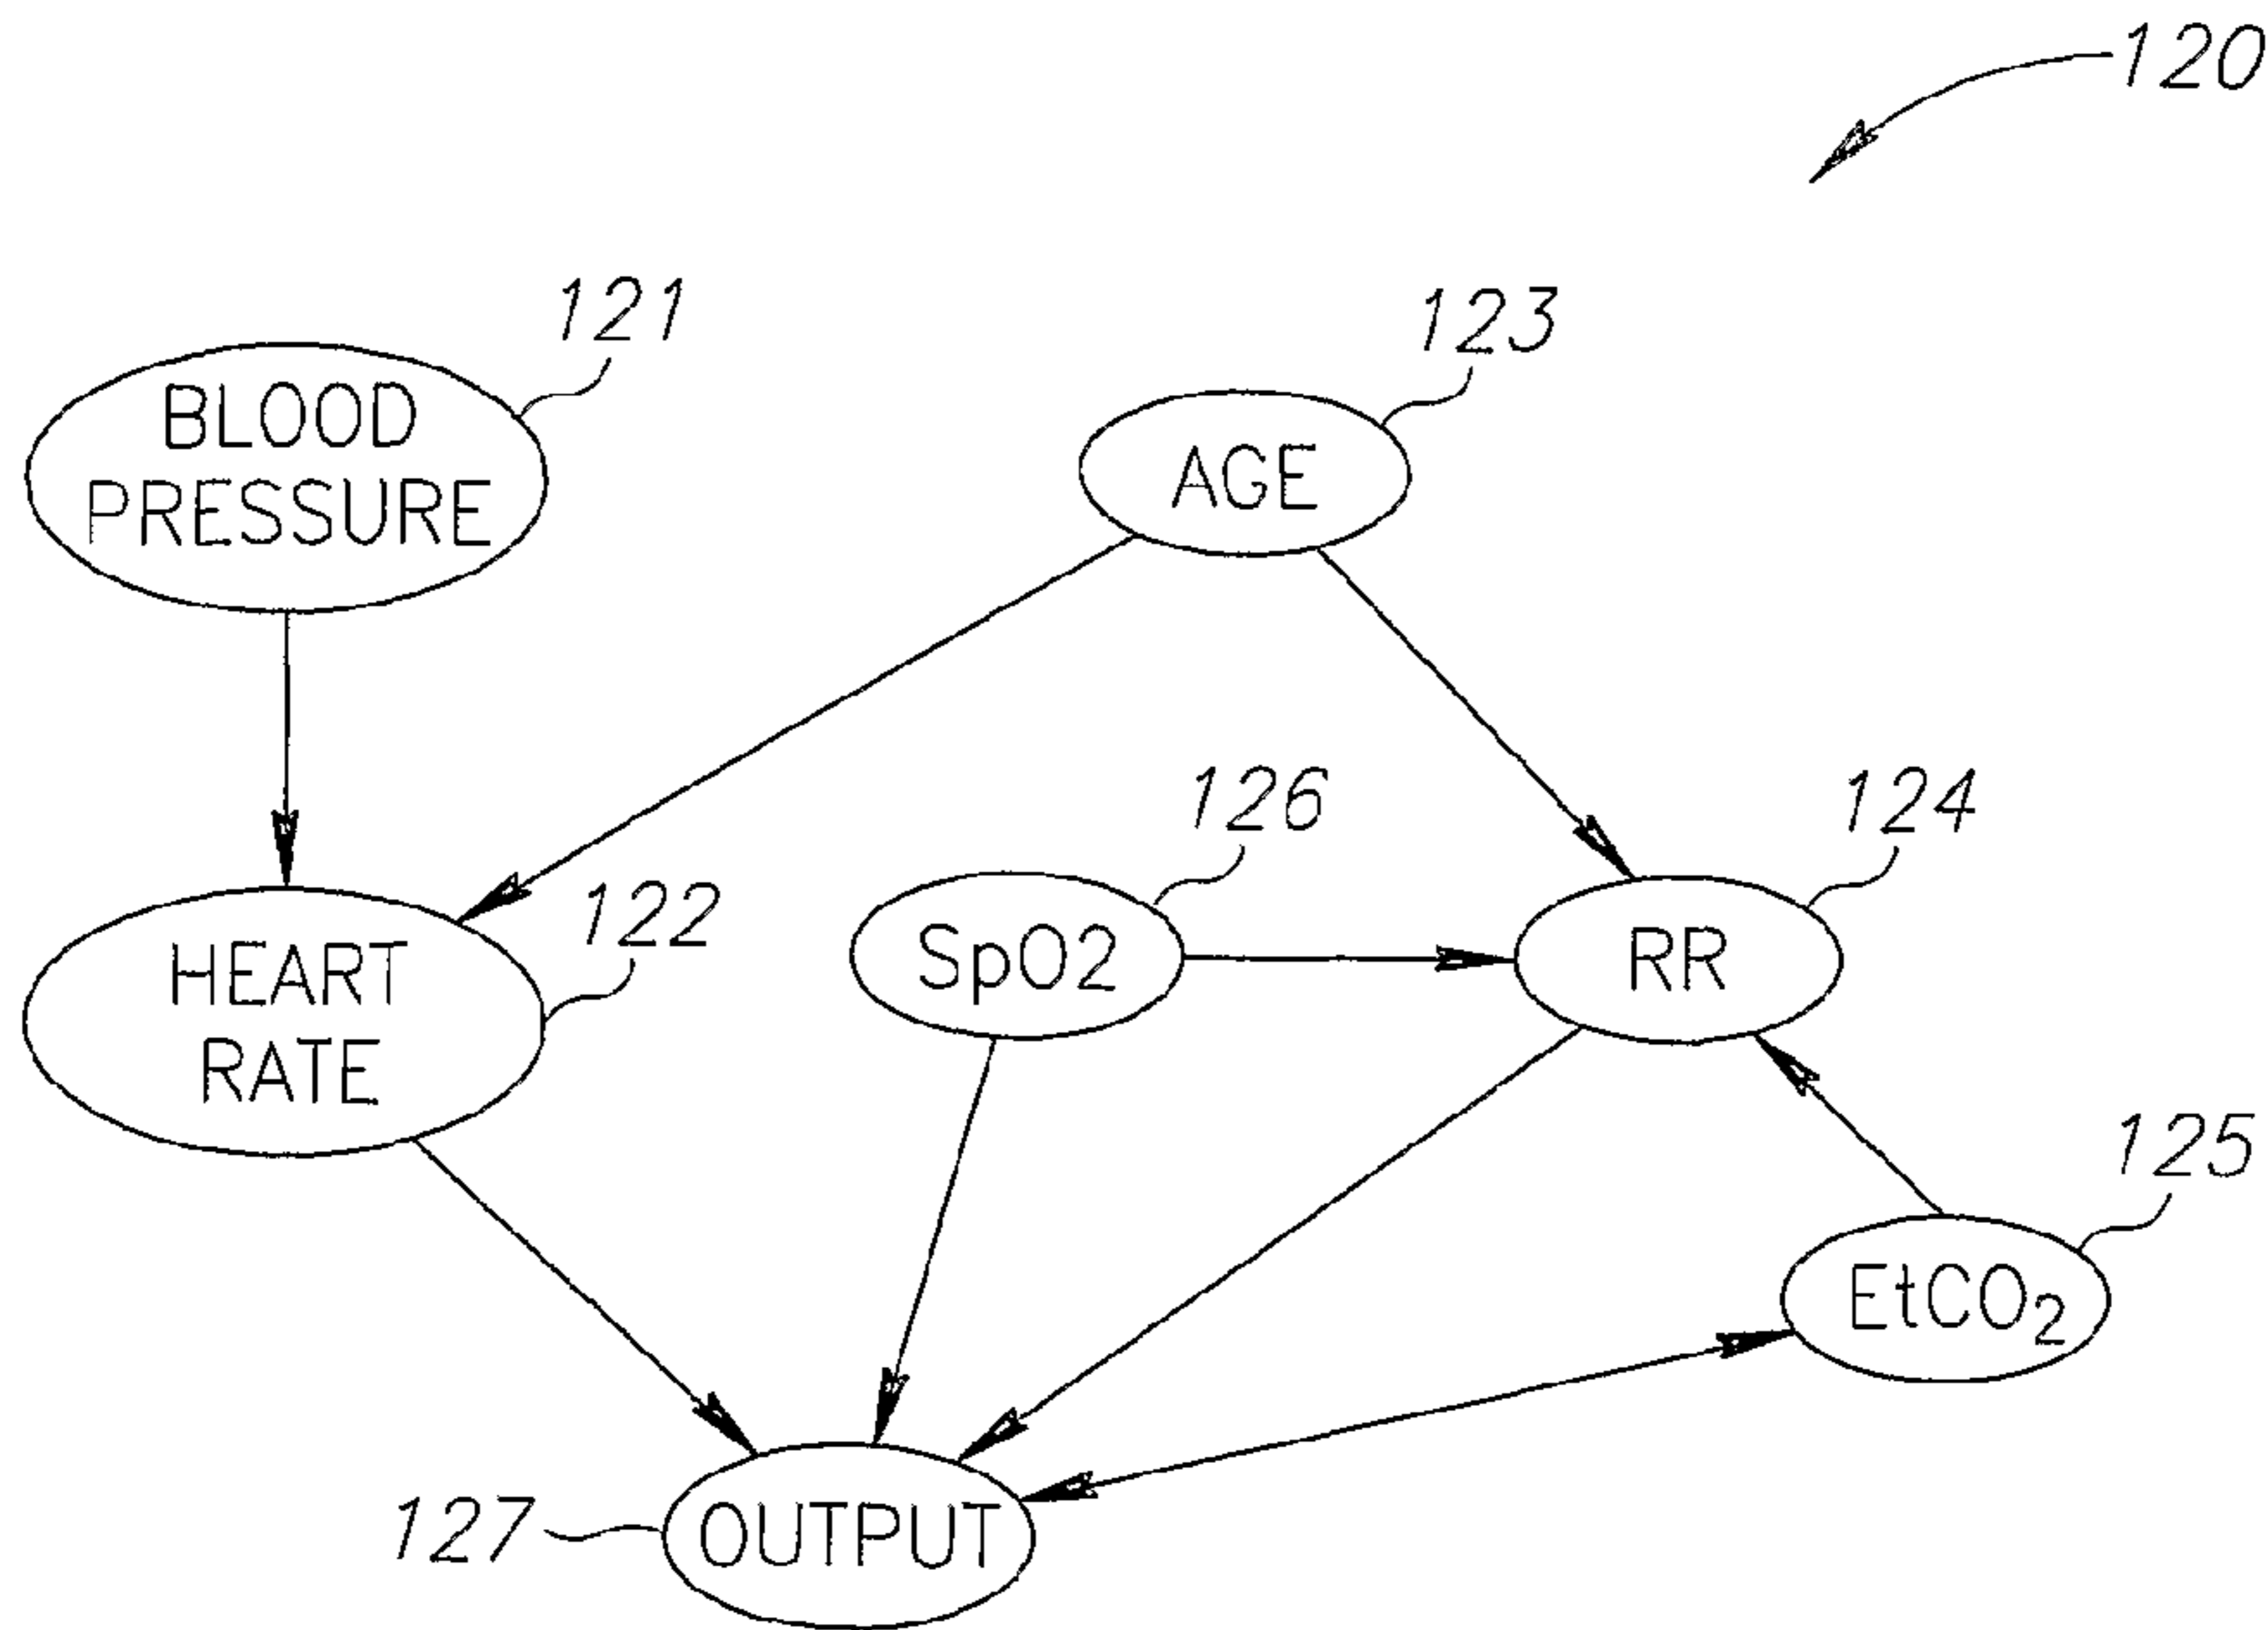 120
121
123
BLOOD
PRESSURE
AGE
126
124
122
HEART
RATE
SpO2
RR
125
EtCO₂
127
OUTPUT